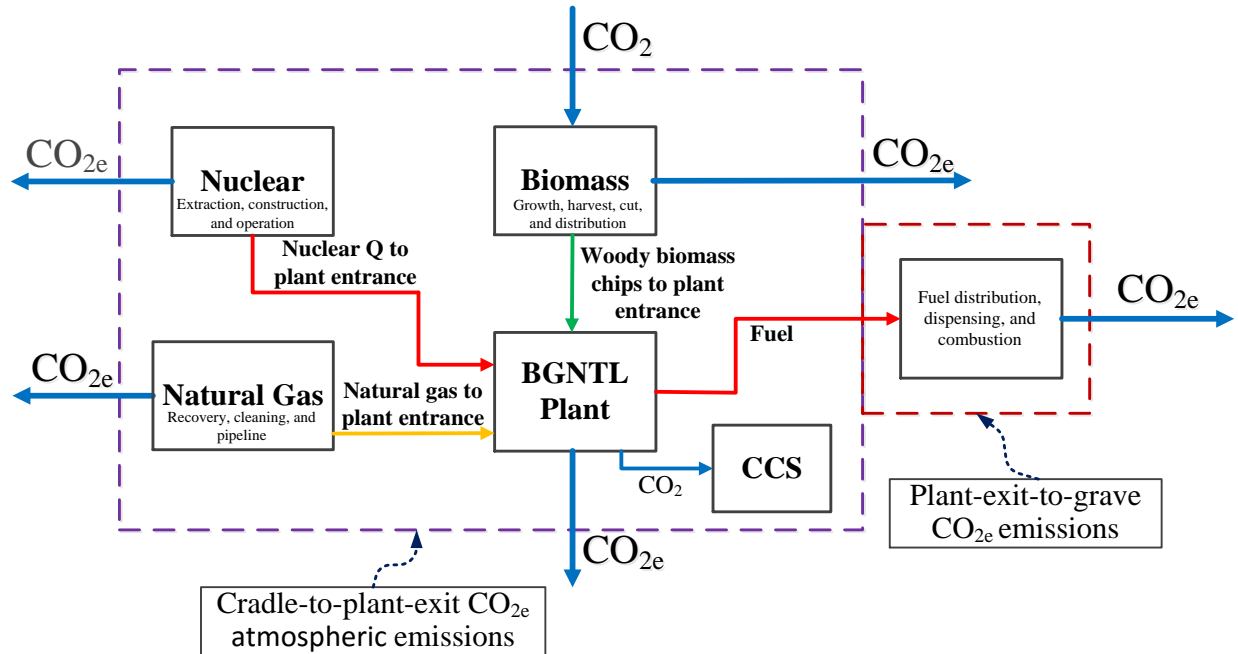 CO2
CO2e
Nuclear
Extraction, construction,
and operation
Biomass
Growth, harvest, cut,
and distribution
CO2e
Nuclear Q to
plant entrance
Woody biomass
chips to plant
entrance
Fuel distribution,
dispensing, and
combustion
CO2e
Fuel
CO2e
Natural Gas
Recovery, cleaning, and
pipeline
Natural gas to
plant entrance
BGNTL
Plant
CO2
CCS
CO2e
Plant-exit-to-grave
CO2e emissions
Cradle-to-plant-exit CO2e
atmospheric emissions